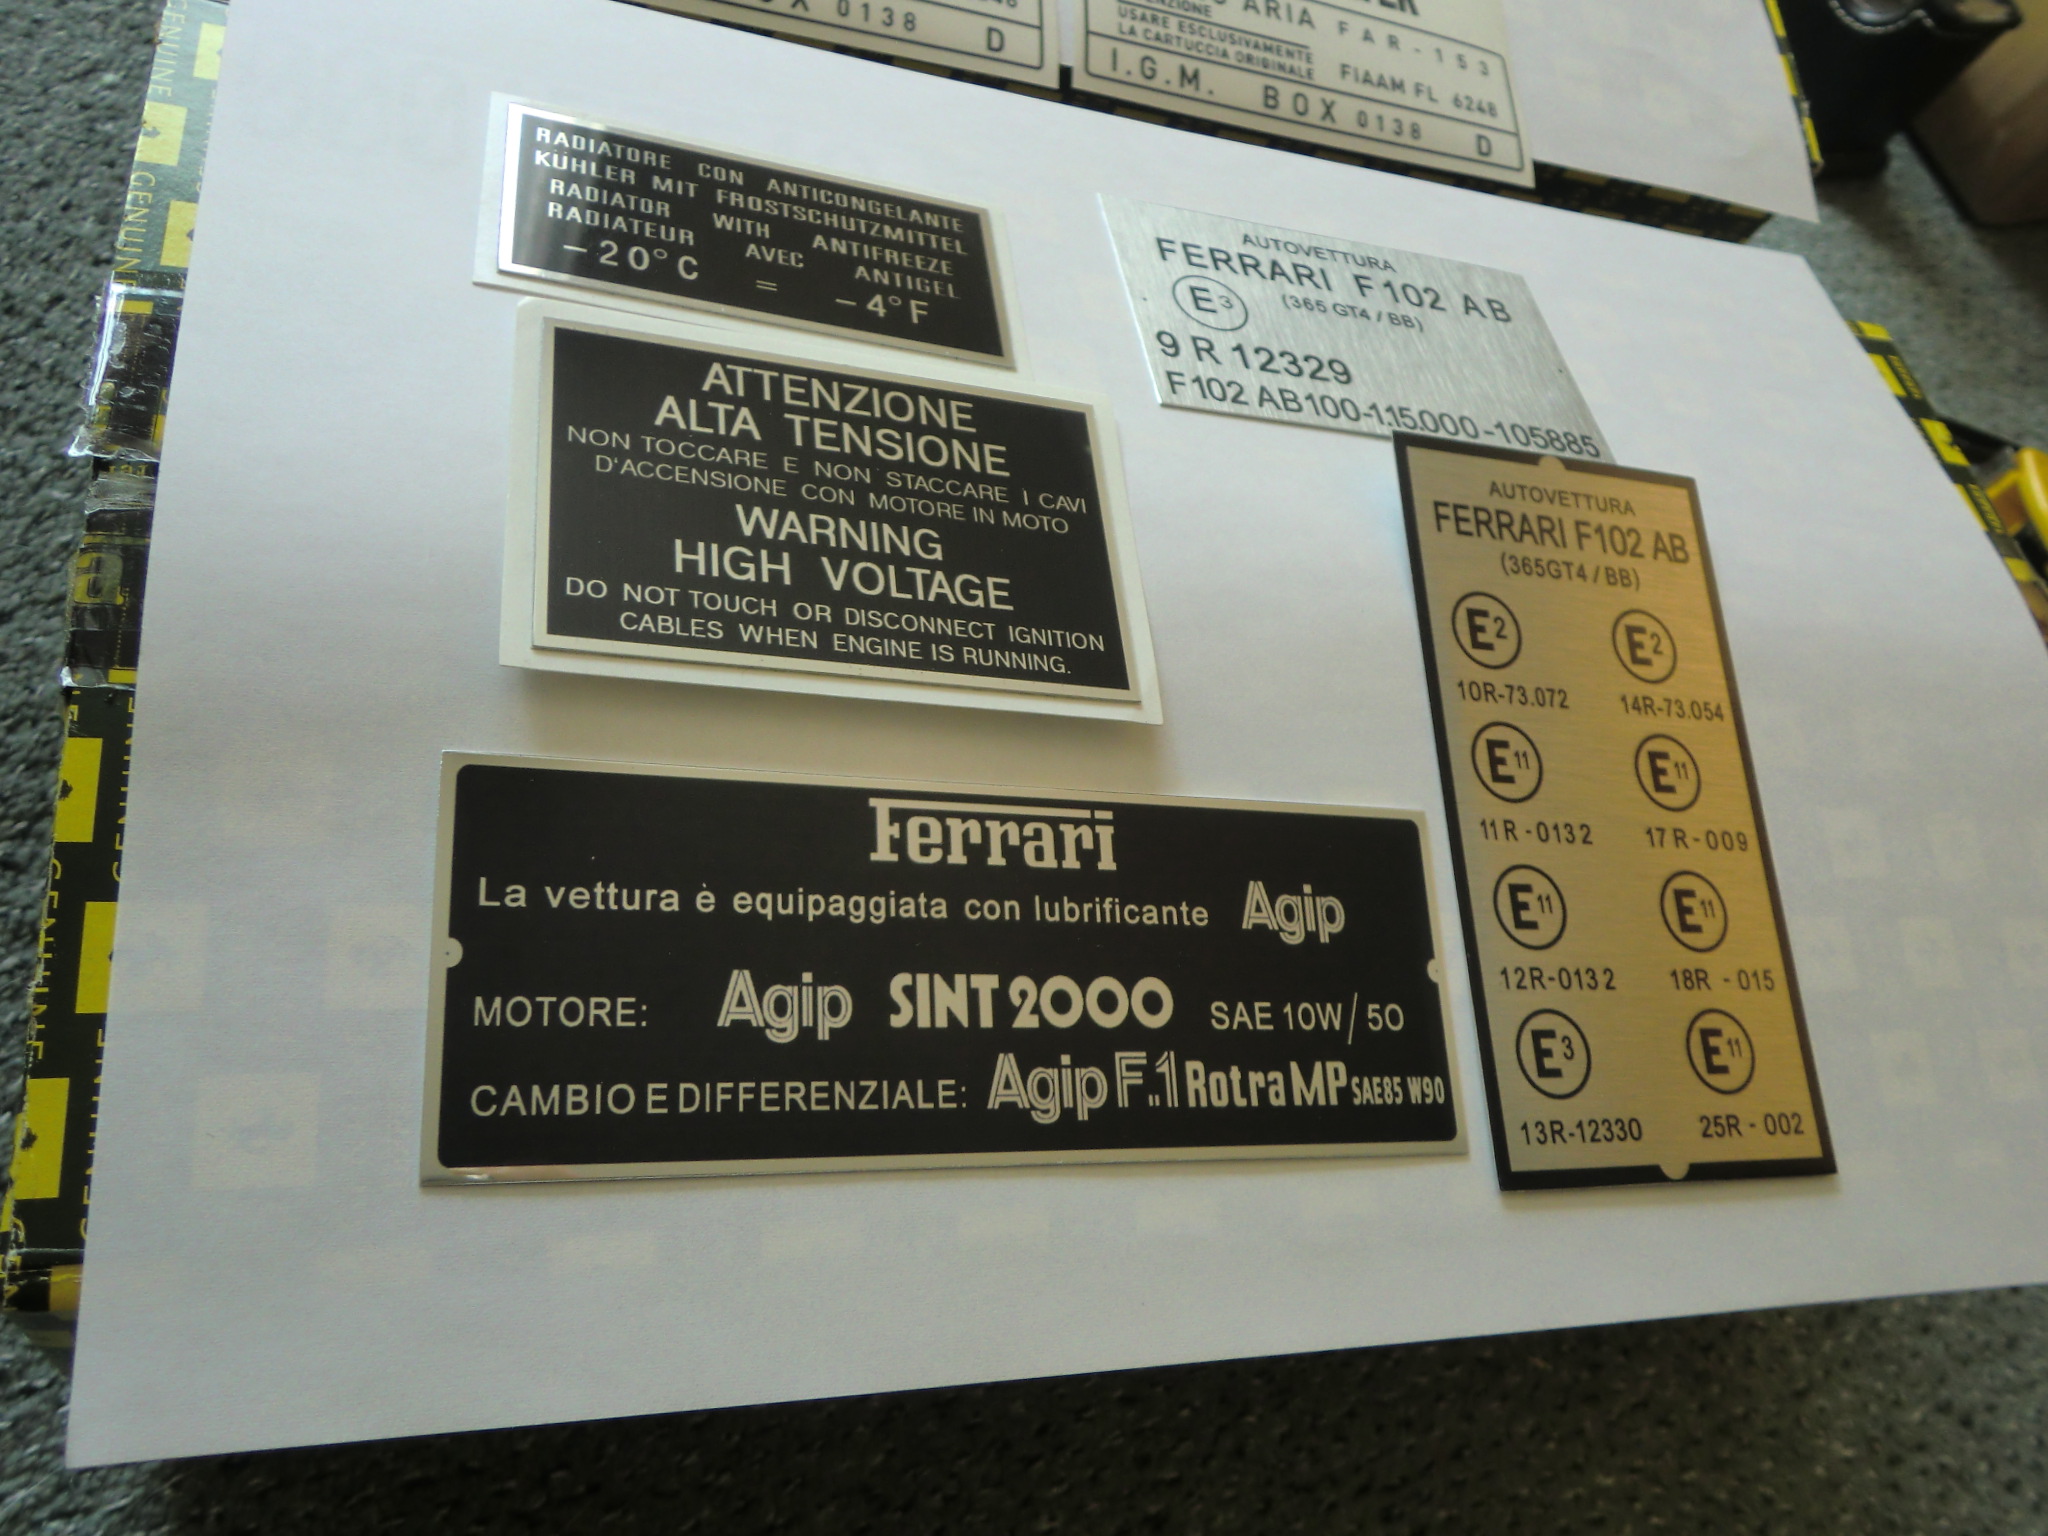 BOX 0138 D
ARIA FAR-153
USARE ESCLUSIVAMENTE
LA CARTUCCIA ORIGINALE FIAAM FL 6248
I.G.M. BOX 0138 D
RADIATORE CON ANTICONGELANTE
KÜHLER MIT FROSTSCHUTZMITTEL
RADIATOR WITH ANTIFREEZE
RADIATEUR AVEC ANTIGEL
-20°C = -4°F
ATTENZIONE
ALTA TENSIONE
NON TOCCARE E NON STACCARE I CAVI
D'ACCENSIONE CON MOTORE IN MOTO
WARNING
HIGH VOLTAGE
DO NOT TOUCH OR DISCONNECT IGNITION
CABLES WHEN ENGINE IS RUNNING.
AUTOVETTURA
FERRARI F102 AB
E3 (365 GT4 / BB)
9 R 12329
F102 AB100-115.000-105885
AUTOVETTURA
FERRARI F102 AB
(365GT4 / BB)
E2 E2
10R-73.072 14R-73.054
E11 E11
11R-0132 17R-009
E11 E11
12R-0132 18R-015
E3 E11
13R-12330 25R-002
Ferrari
La vettura è equipaggiata con lubrificante Agip
MOTORE: Agip SINT 2000 SAE 10W/50
CAMBIO E DIFFERENZIALE: Agip F.1 Rotra MP SAE85 W90
GENUINE
GENUINE